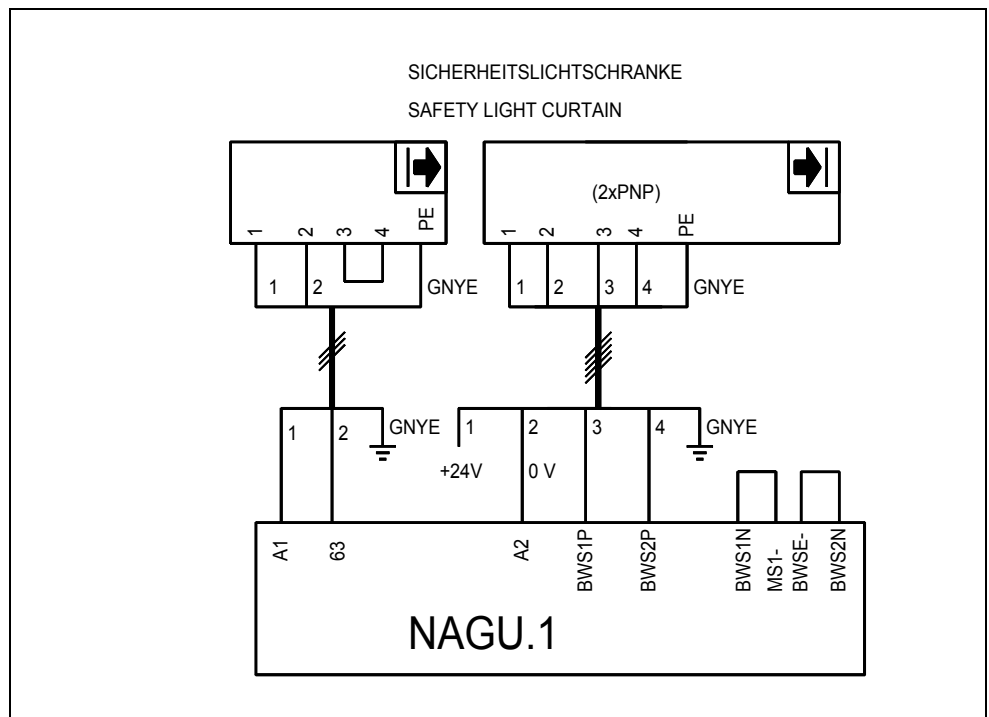 SICHERHEITSLICHTSCHRANKE
SAFETY LIGHT CURTAIN
(2xPNP)
1 2 3 4 PE
1 2 3 4 PE
1 2 GNYE
1 2 3 4 GNYE
1 2 GNYE
1 2 3 4 GNYE
+24V 0 V
A1 63 A2 BWS1P BWS2P BWS1N MS1- BWSE- BWS2N
NAGU.1